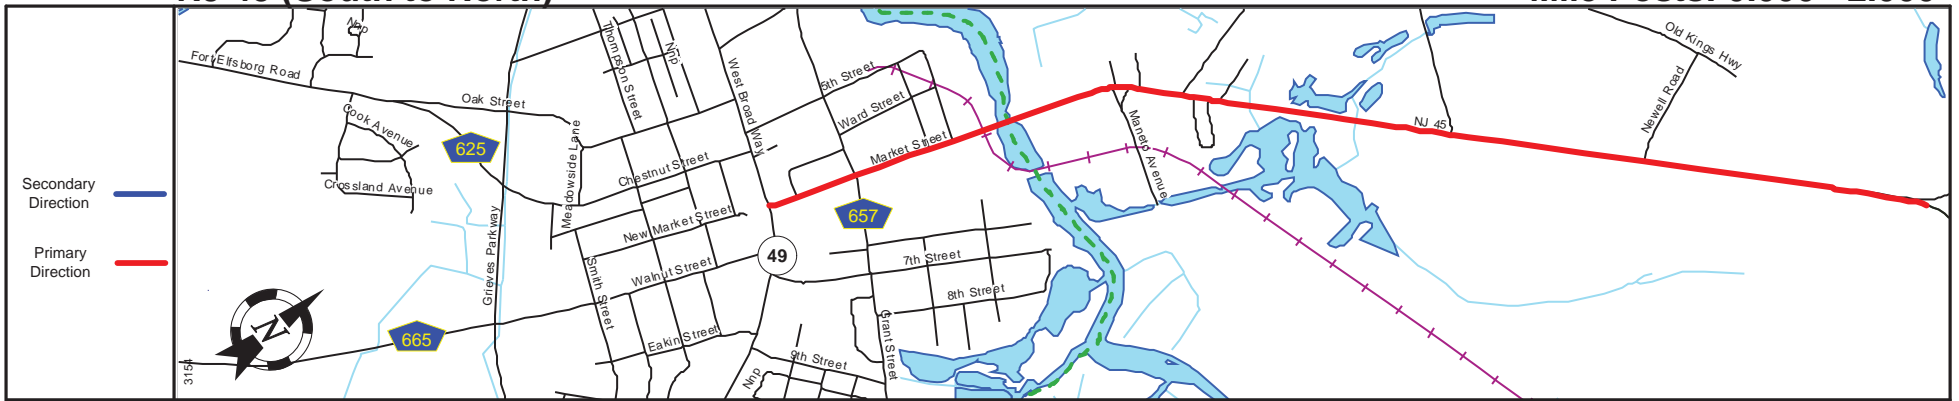 Secondary
Direction
Primary
Direction
Nnp
Fort Elfsborg Road
Oak Street
Cook Avenue
625
Crossland Avenue
Meadowside Lane
Grieves Parkway
Thompson Street
Nnp
West Broad Way
5th Street
Ward Street
Market Street
Chestnut Street
New Market Street
657
49
Walnut Street
Smith Street
7th Street
8th Street
Eakin Street
9th Street
Grant Street
Nnp
665
N
Maneto Avenue
NJ 45
Newell Road
Old Kings Hwy